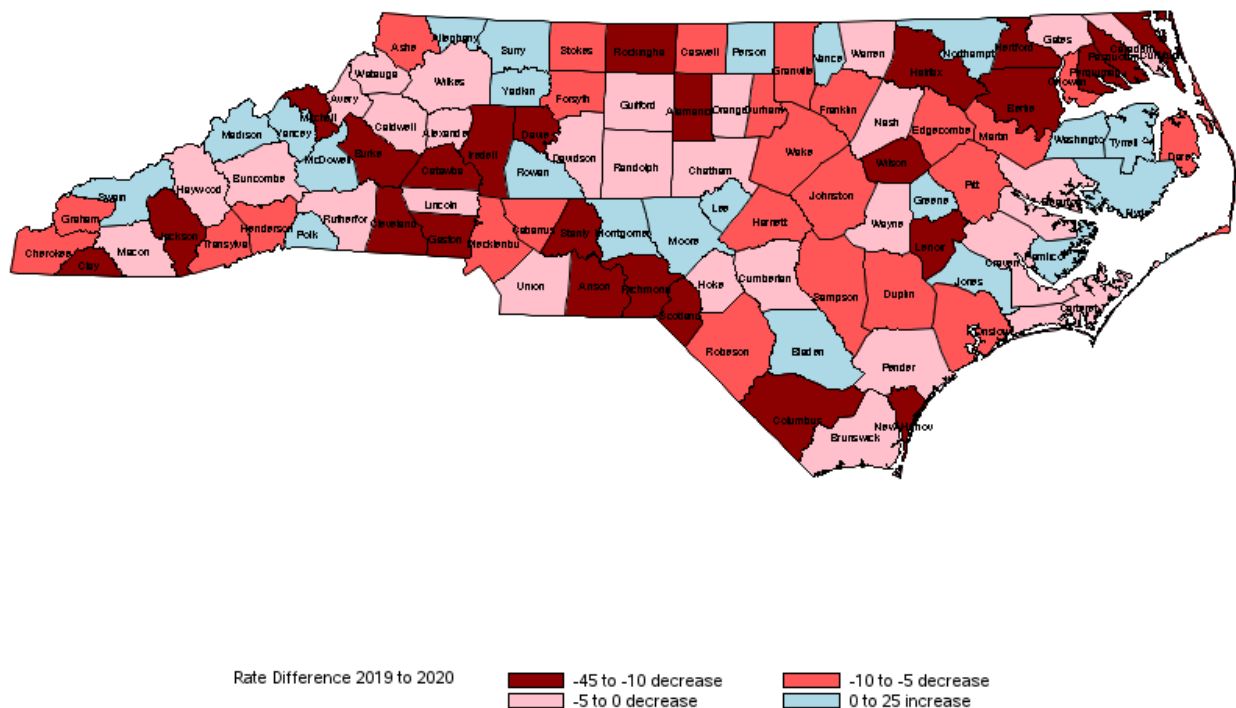 Ashe
Alleghany
Surry
Stokes
Rockingha
Caswell
Person
Vance
Warren
Northampt
Hertford
Gates
Granville
Halifax
Watauga
Wilkes
Yadkin
Forsyth
Guilford
Alamance
Orange
Durham
Franklin
Bertie
Chowan
Perquiman
Avery
Mitchell
Madison
Yancey
Caldwell
Alexander
Davie
Iredell
Nash
Edgecombe
Martin
Washingto
Tyrrell
Dare
McDowell
Burke
Catawba
Rowan
Davidson
Randolph
Chatham
Wake
Wilson
Pitt
Beaufort
Hyde
Swain
Haywood
Buncombe
Lincoln
Lee
Johnston
Greene
Graham
Jackson
Henderson
Rutherfor
Polk
Cleveland
Gaston
Cabarrus
Mecklenbu
Stanly
Montgomer
Moore
Harnett
Wayne
Lenoir
Craven
Pamlico
Cherokee
Clay
Macon
Transylva
Union
Anson
Richmond
Scotland
Hoke
Cumberlan
Sampson
Duplin
Jones
Carteret
Onslow
Robeson
Bladen
Pender
Columbus
Brunswick
New Hanov
Rate Difference 2019 to 2020
-45 to -10 decrease
-10 to -5 decrease
-5 to 0 decrease
0 to 25 increase